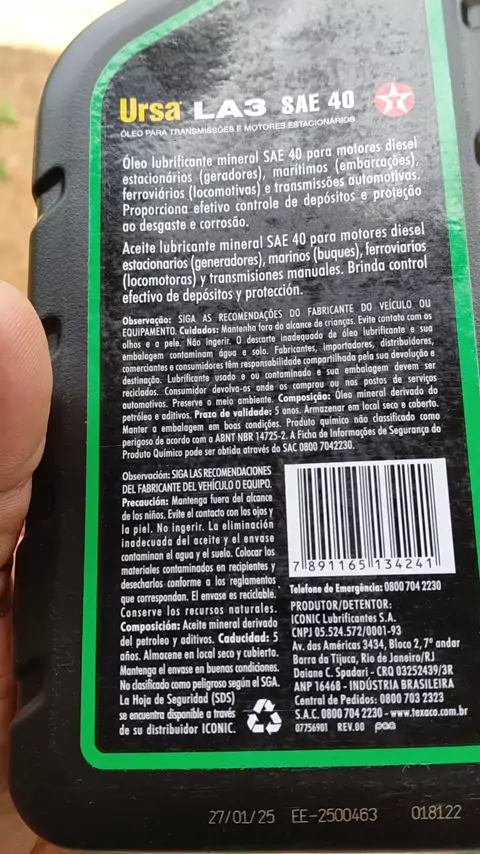 Ursa LA3 SAE 40
ÓLEO PARA TRANSMISSÕES E MOTORES ESTACIONÁRIOS
Óleo lubrificante mineral SAE 40 para motores diesel
estacionários (geradores), marítimos (embarcações),
ferroviários (locomotivas) e transmissões automotivas.
Proporciona efetivo controle de depósitos e proteção
ao desgaste e corrosão.
Aceite lubricante mineral SAE 40 para motores diesel
estacionarios (generadores), marinos (buques), ferroviarios
(locomotoras) y transmisiones manuales. Brinda control
efectivo de depósitos y protección.
Observação: SIGA AS RECOMENDAÇÕES DO FABRICANTE DO VEÍCULO OU
EQUIPAMENTO. Cuidados: Mantenha fora do alcance de crianças. Evite contato com os
olhos e a pele. Não ingerir. O descarte inadequado de óleo lubrificante e sua
embalagem contaminam água e solo. Fabricantes, importadores, distribuidores,
comerciantes e consumidores têm responsabilidade compartilhada pela sua devolução e
destinação. Lubrificante usado e ou contaminado e sua embalagem devem ser
reciclados. Consumidor devolva-os onde os comprou ou nos postos de serviços
automotivos. Preserve o meio ambiente. Composição: Óleo mineral derivado do
petróleo e aditivos. Prazo de validade: 5 anos. Armazenar em local seco e coberto.
Manter a embalagem em boas condições. Produto químico não classificado como
perigoso de acordo com a ABNT NBR 14725-2. A Ficha de Informações de Segurança do
Produto Químico pode ser obtida através do SAC 0800 7042230.
Observación: SIGA LAS RECOMENDACIONES
DEL FABRICANTE DEL VEHÍCULO O EQUIPO.
Precaución: Mantenga fuera del alcance
de los niños. Evite el contacto con los ojos y
la piel. No ingerir. La eliminación
inadecuada del aceite y el envase
contaminan el agua y el suelo. Colocar los
materiales contaminados en recipientes y
desecharlos conforme a los reglamentos
que correspondan. El envase es reciclable.
Conserve los recursos naturales.
Composición: Aceite mineral derivado
del petroleo y aditivos. Caducidad: 5
años. Almacene en local seco y cubierto.
Mantenga el envase en buenas condiciones.
No clasificado como peligroso según el SGA.
La Hoja de Seguridad (SDS)
se encuentra disponible a través
de su distribuidor ICONIC.
7 891165 134241
Telefone de Emergência: 0800 704 2230
PRODUTOR/DETENTOR:
ICONIC Lubrificantes S.A.
CNPJ 05.524.572/0001-93
Av. das Américas 3434, Bloco 2, 7º andar
Barra da Tijuca, Rio de Janeiro/RJ
Daiane C. Spadari - CRQ 03252439/3R
ANP 16468 - INDÚSTRIA BRASILEIRA
Central de Pedidos: 0800 703 2323
S.A.C. 0800 704 2230 - www.texaco.com.br
07756901 REV.00
27/01/25 EE-2500463 018122